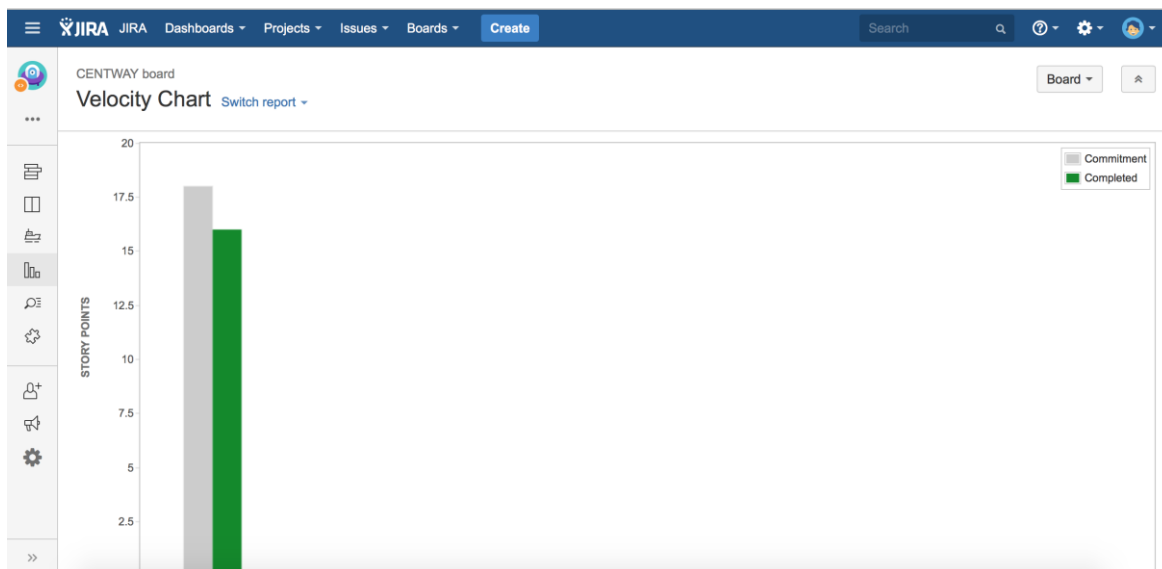 JIRA JIRA Dashboards Projects Issues Boards Create Search
CENTWAY board
Board
Velocity Chart Switch report
20
Commitment
Completed
17.5
15
12.5
10
7.5
5
2.5
STORY POINTS